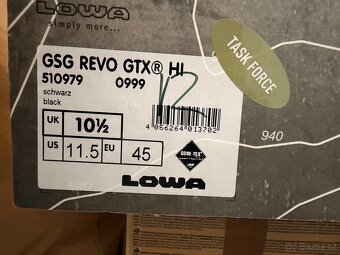 LOWA
simply more...
TASK FORCE
GSG REVO GTX® HI
510979 0999
schwarz
black
12
4 056264 013702
UK 10½
US 11.5 EU 45
940
GORE-TEX
LOWA